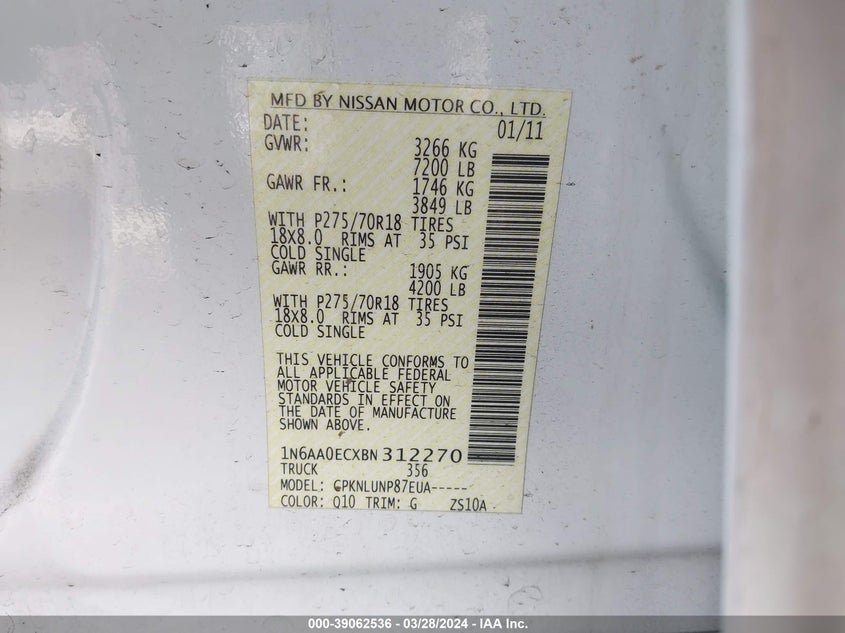 MFD BY NISSAN MOTOR CO., LTD.
DATE: 01/11
GVWR: 3266 KG
7200 LB
GAWR FR.: 1746 KG
3849 LB
WITH P275/70R18 TIRES
18X8.0 RIMS AT 35 PSI
COLD SINGLE
GAWR RR.: 1905 KG
4200 LB
WITH P275/70R18 TIRES
18X8.0 RIMS AT 35 PSI
COLD SINGLE
THIS VEHICLE CONFORMS TO
ALL APPLICABLE FEDERAL
MOTOR VEHICLE SAFETY
STANDARDS IN EFFECT ON
THE DATE OF MANUFACTURE
SHOWN ABOVE.
1N6AA0ECXBN312270
TRUCK 356
MODEL: GPKNLUNP87EUA-----
COLOR: Q10 TRIM: G ZS10A
000-39062536 - 03/28/2024 - IAA Inc.